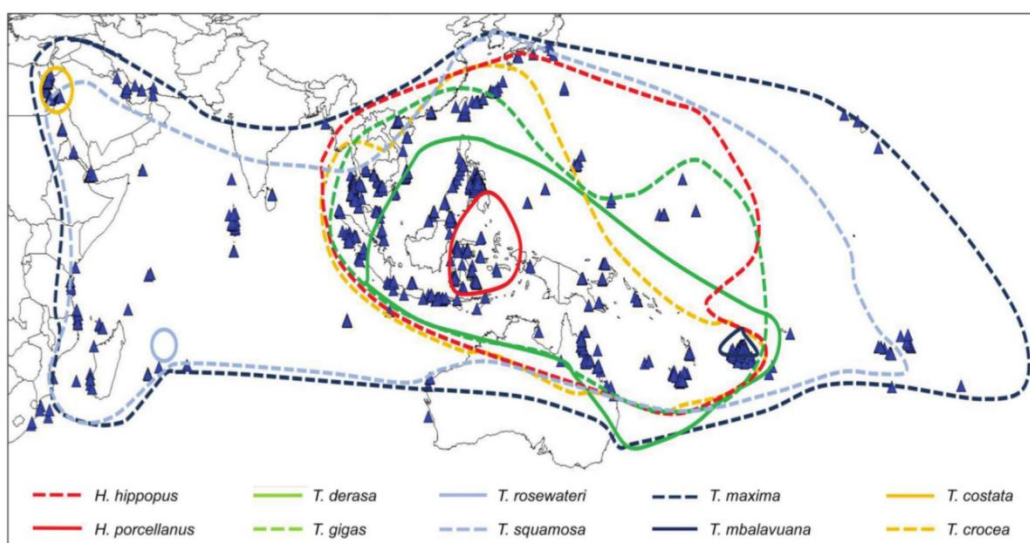 H. hippopus T. derasa T. rosewateri T. maxima T. costata
H. porcellanus T. gigas T. squamosa T. mbalavuana T. crocea